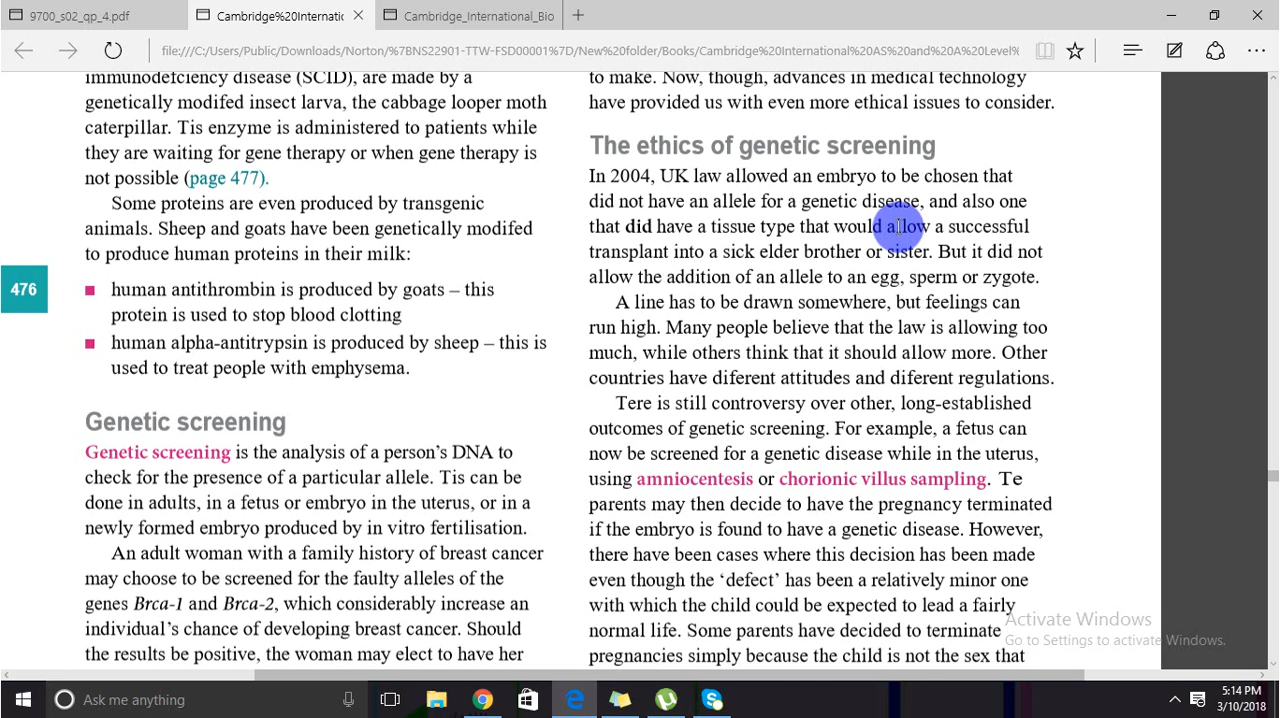 9700_s02_qp_4.pdf
Cambridge%20Internatic
Cambridge_International_Bio
file:///C:/Users/Public/Downloads/Norton/%7BNS22901-TTW-FSD00001%7D/New%20folder/Books/Cambridge%20International%20AS%20and%20A%20Level%
immunodefciency disease (SCID), are made by a
genetically modifed insect larva, the cabbage looper moth
caterpillar. Tis enzyme is administered to patients while
they are waiting for gene therapy or when gene therapy is
not possible (page 477).
Some proteins are even produced by transgenic
animals. Sheep and goats have been genetically modifed
to produce human proteins in their milk:
476
■ human antithrombin is produced by goats – this
protein is used to stop blood clotting
■ human alpha-antitrypsin is produced by sheep – this is
used to treat people with emphysema.
Genetic screening
Genetic screening is the analysis of a person’s DNA to
check for the presence of a particular allele. Tis can be
done in adults, in a fetus or embryo in the uterus, or in a
newly formed embryo produced by in vitro fertilisation.
An adult woman with a family history of breast cancer
may choose to be screened for the faulty alleles of the
genes Brca-1 and Brca-2, which considerably increase an
individual’s chance of developing breast cancer. Should
the results be positive, the woman may elect to have her
to make. Now, though, advances in medical technology
have provided us with even more ethical issues to consider.
The ethics of genetic screening
In 2004, UK law allowed an embryo to be chosen that
did not have an allele for a genetic disease, and also one
that did have a tissue type that would allow a successful
transplant into a sick elder brother or sister. But it did not
allow the addition of an allele to an egg, sperm or zygote.
A line has to be drawn somewhere, but feelings can
run high. Many people believe that the law is allowing too
much, while others think that it should allow more. Other
countries have diferent attitudes and diferent regulations.
Tere is still controversy over other, long-established
outcomes of genetic screening. For example, a fetus can
now be screened for a genetic disease while in the uterus,
using amniocentesis or chorionic villus sampling. Te
parents may then decide to have the pregnancy terminated
if the embryo is found to have a genetic disease. However,
there have been cases where this decision has been made
even though the ‘defect’ has been a relatively minor one
with which the child could be expected to lead a fairly
normal life. Some parents have decided to terminate
pregnancies simply because the child is not the sex that
Activate Windows
Go to Settings to activate Windows.
Ask me anything
5:14 PM
3/10/2018